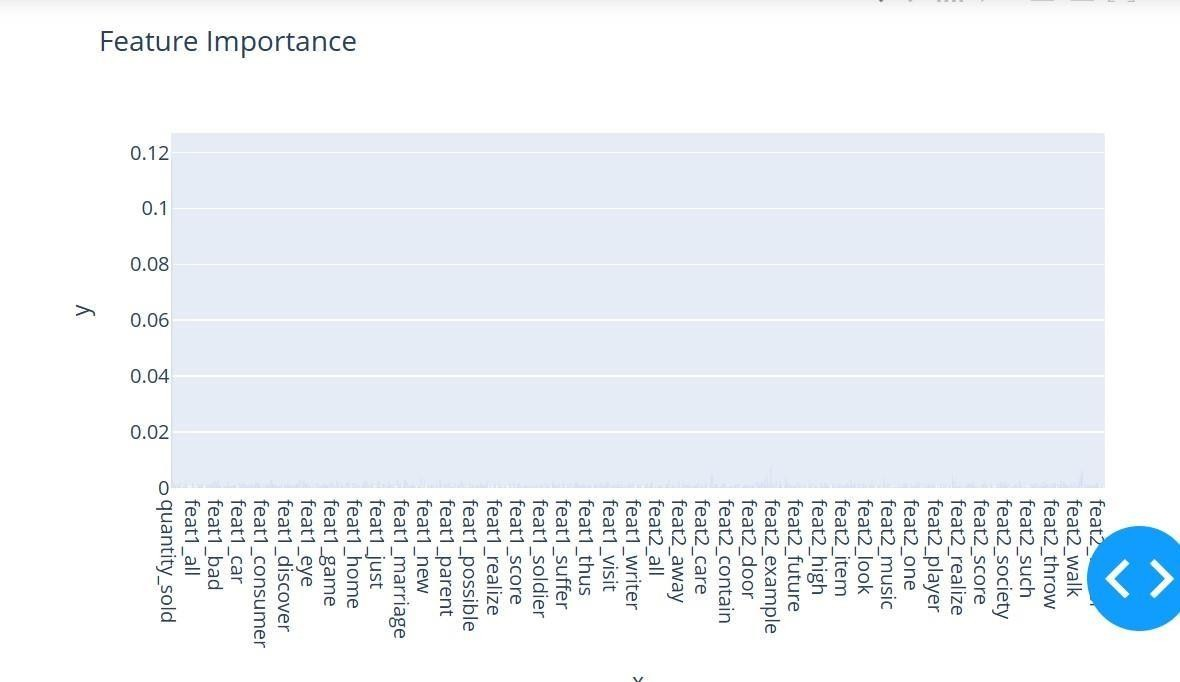 Feature Importance
0.12
0.1
0.08
0.06
0.04
0.02
0
y
quantity_sold
feat1_all
feat1_bad
feat1_car
feat1_consumer
feat1_discover
feat1_eye
feat1_game
feat1_home
feat1_just
feat1_marriage
feat1_new
feat1_parent
feat1_possible
feat1_realize
feat1_score
feat1_soldier
feat1_suffer
feat1_thus
feat1_visit
feat1_writer
feat2_all
feat2_away
feat2_care
feat2_contain
feat2_door
feat2_example
feat2_future
feat2_high
feat2_item
feat2_look
feat2_music
feat2_one
feat2_player
feat2_realize
feat2_score
feat2_society
feat2_such
feat2_throw
feat2_walk
x